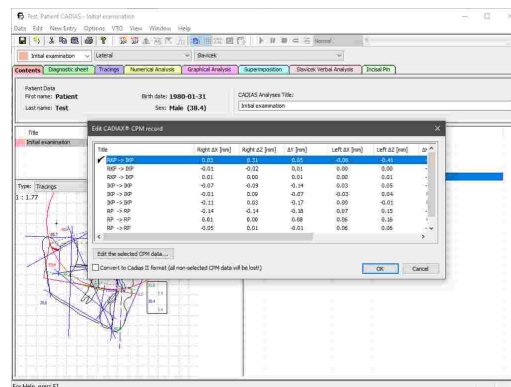 Test, Patient CADIAS - Initial examination
Data Edit New Entry Options VTO View Window Help
Normal
Initial examination Lateral Slavicek
Contents Diagnostic sheet Tracings Numerical Analysis Graphical Analysis Superimposition Slavicek Verbal Analysis Incisal Pin
Patient Data
First name: Patient Birth date: 1980-01-31
Last name: Test Sex: Male (38.4)
CADIAS Analyses Title:
Initial examination
Title
Initial examination
Type: Tracings
1 : 1.77
Edit CADIAX® CPM record
Title Right ΔX [mm] Right ΔZ [mm] ΔY [mm] Left ΔX [mm] Left ΔZ [mm]
RKP -> IKP 0.03 0.31 0.05 -0.06 -0.41
RKP -> IKP -0.01 -0.02 0.01 0.00 0.00
RKP -> IKP 0.01 0.00 0.01 0.00 0.01
IKP -> IKP -0.07 -0.09 -0.14 0.03 0.05
IKP -> IKP -0.01 0.09 -0.07 -0.03 0.04
IKP -> IKP -0.11 0.03 -0.17 0.00 -0.01
RP -> RP -0.14 -0.14 -0.18 0.07 0.15
RP -> RP 0.01 0.00 0.08 0.06 0.16
RP -> RP -0.05 0.01 -0.01 0.06 0.06
Edit the selected CPM data...
Convert to Cadias II format (all non-selected CPM data will be lost!)
OK Cancel
For Help, press F1